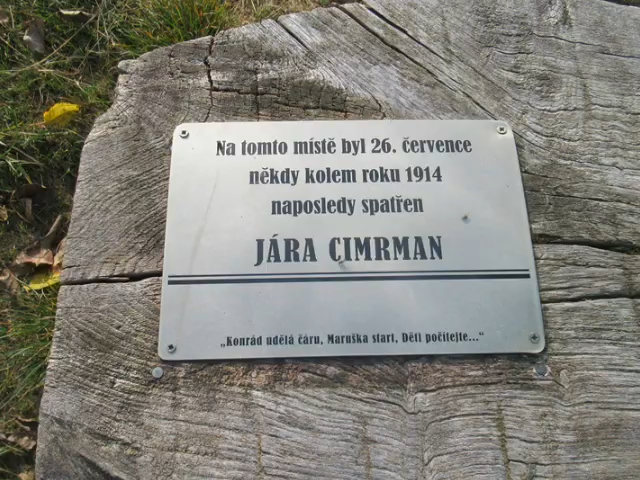 Na tomto místě byl 26. července
někdy kolem roku 1914
naposledy spatřen
JÁRA CIMRMAN
„Konrád udělá čáru, Maruška start, Děti počítejte...“